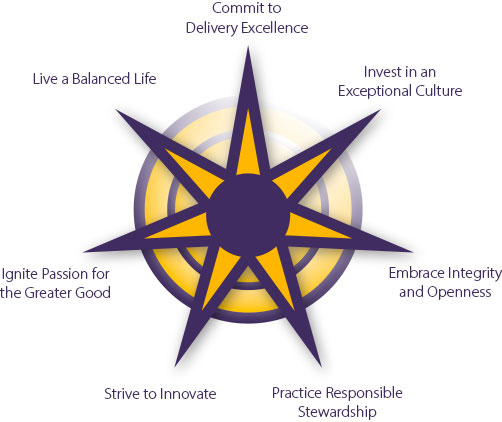 Commit to
Delivery Excellence
Live a Balanced Life
Invest in an
Exceptional Culture
Ignite Passion for
the Greater Good
Embrace Integrity
and Openness
Strive to Innovate
Practice Responsible
Stewardship